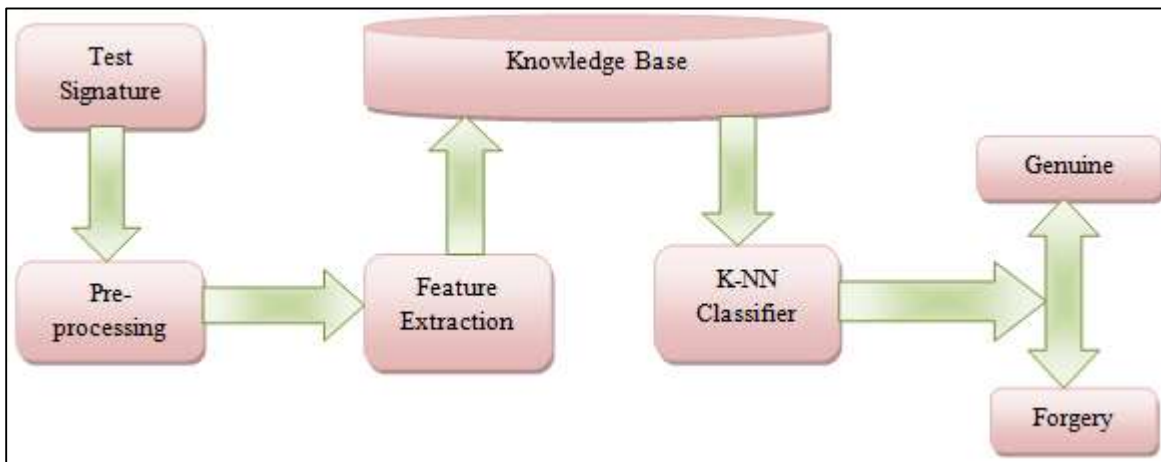 Test
Signature
Knowledge Base
Genuine
Pre-
processing
Feature
Extraction
K-NN
Classifier
Forgery